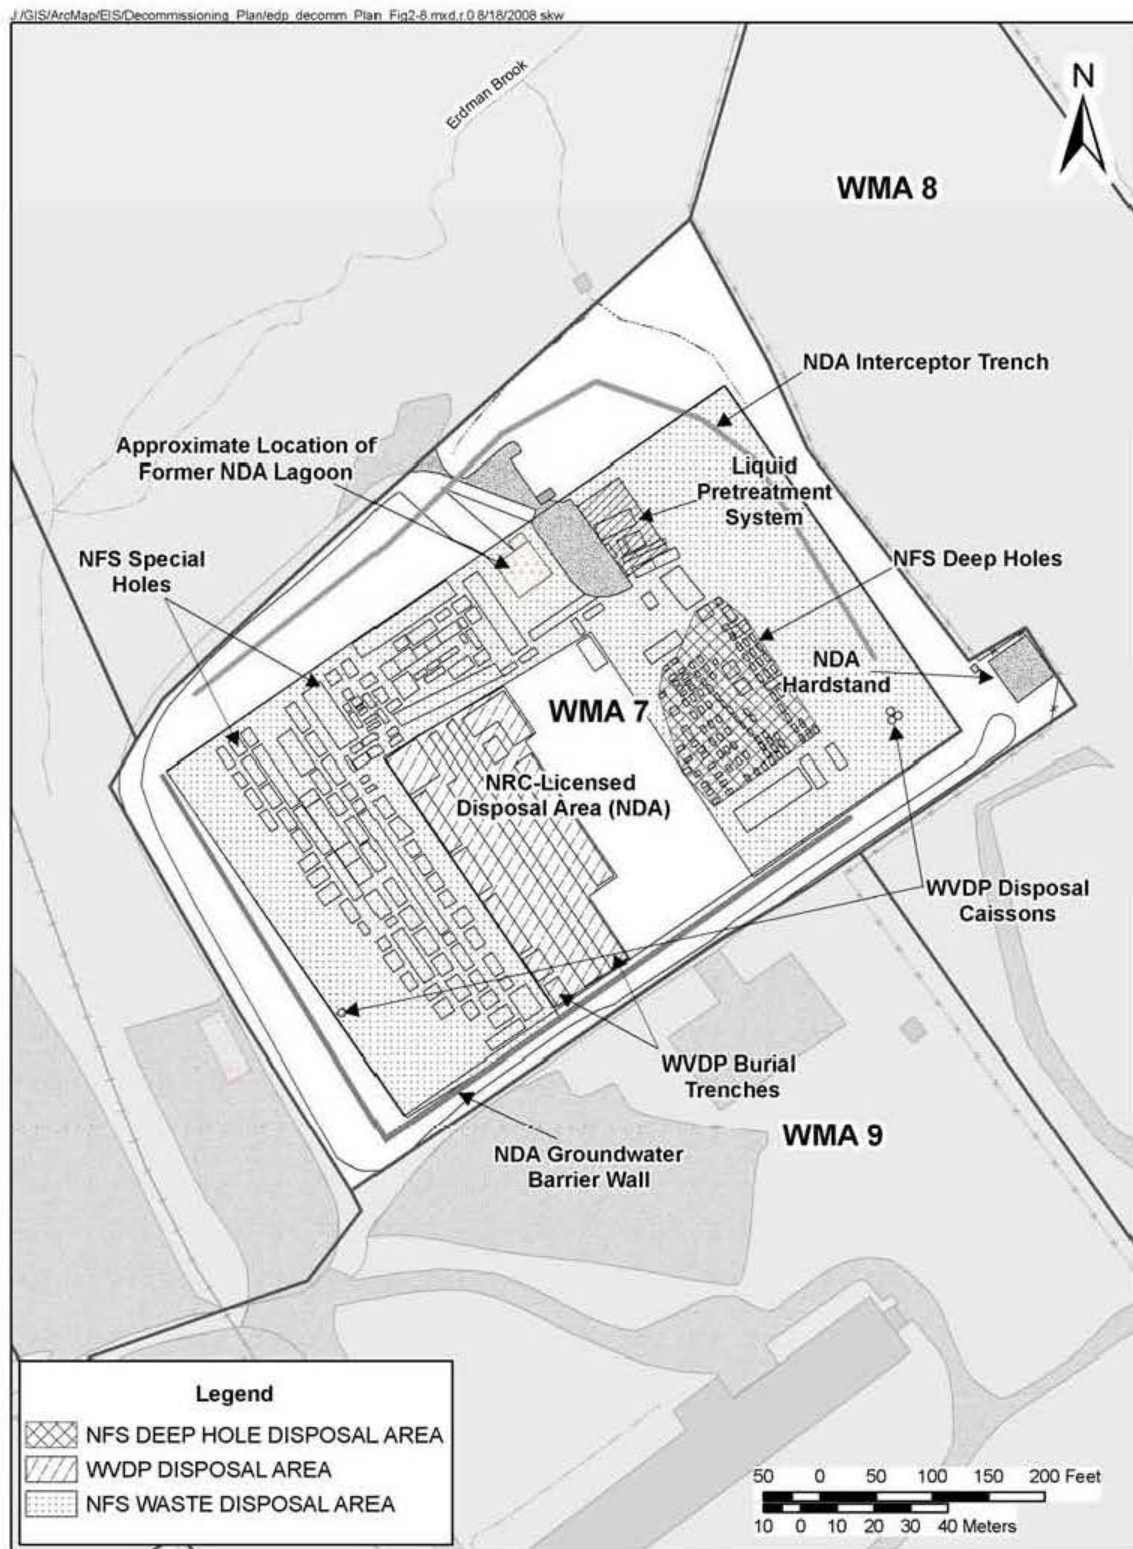 J:/GIS/ArcMap/EIS/Decommissioning_Plan/edp_decomm_Plan_Fig2-8.mxd,r.0 8/18/2008 skw
Erdman Brook
N
WMA 8
NDA Interceptor Trench
Approximate Location of
Former NDA Lagoon
Liquid
Pretreatment
System
NFS Special
Holes
NFS Deep Holes
NDA
Hardstand
WMA 7
NRC-Licensed
Disposal Area (NDA)
WVDP Disposal
Caissons
WVDP Burial
Trenches
WMA 9
NDA Groundwater
Barrier Wall
Legend
NFS DEEP HOLE DISPOSAL AREA
WVDP DISPOSAL AREA
NFS WASTE DISPOSAL AREA
50 0 50 100 150 200 Feet
10 0 10 20 30 40 Meters